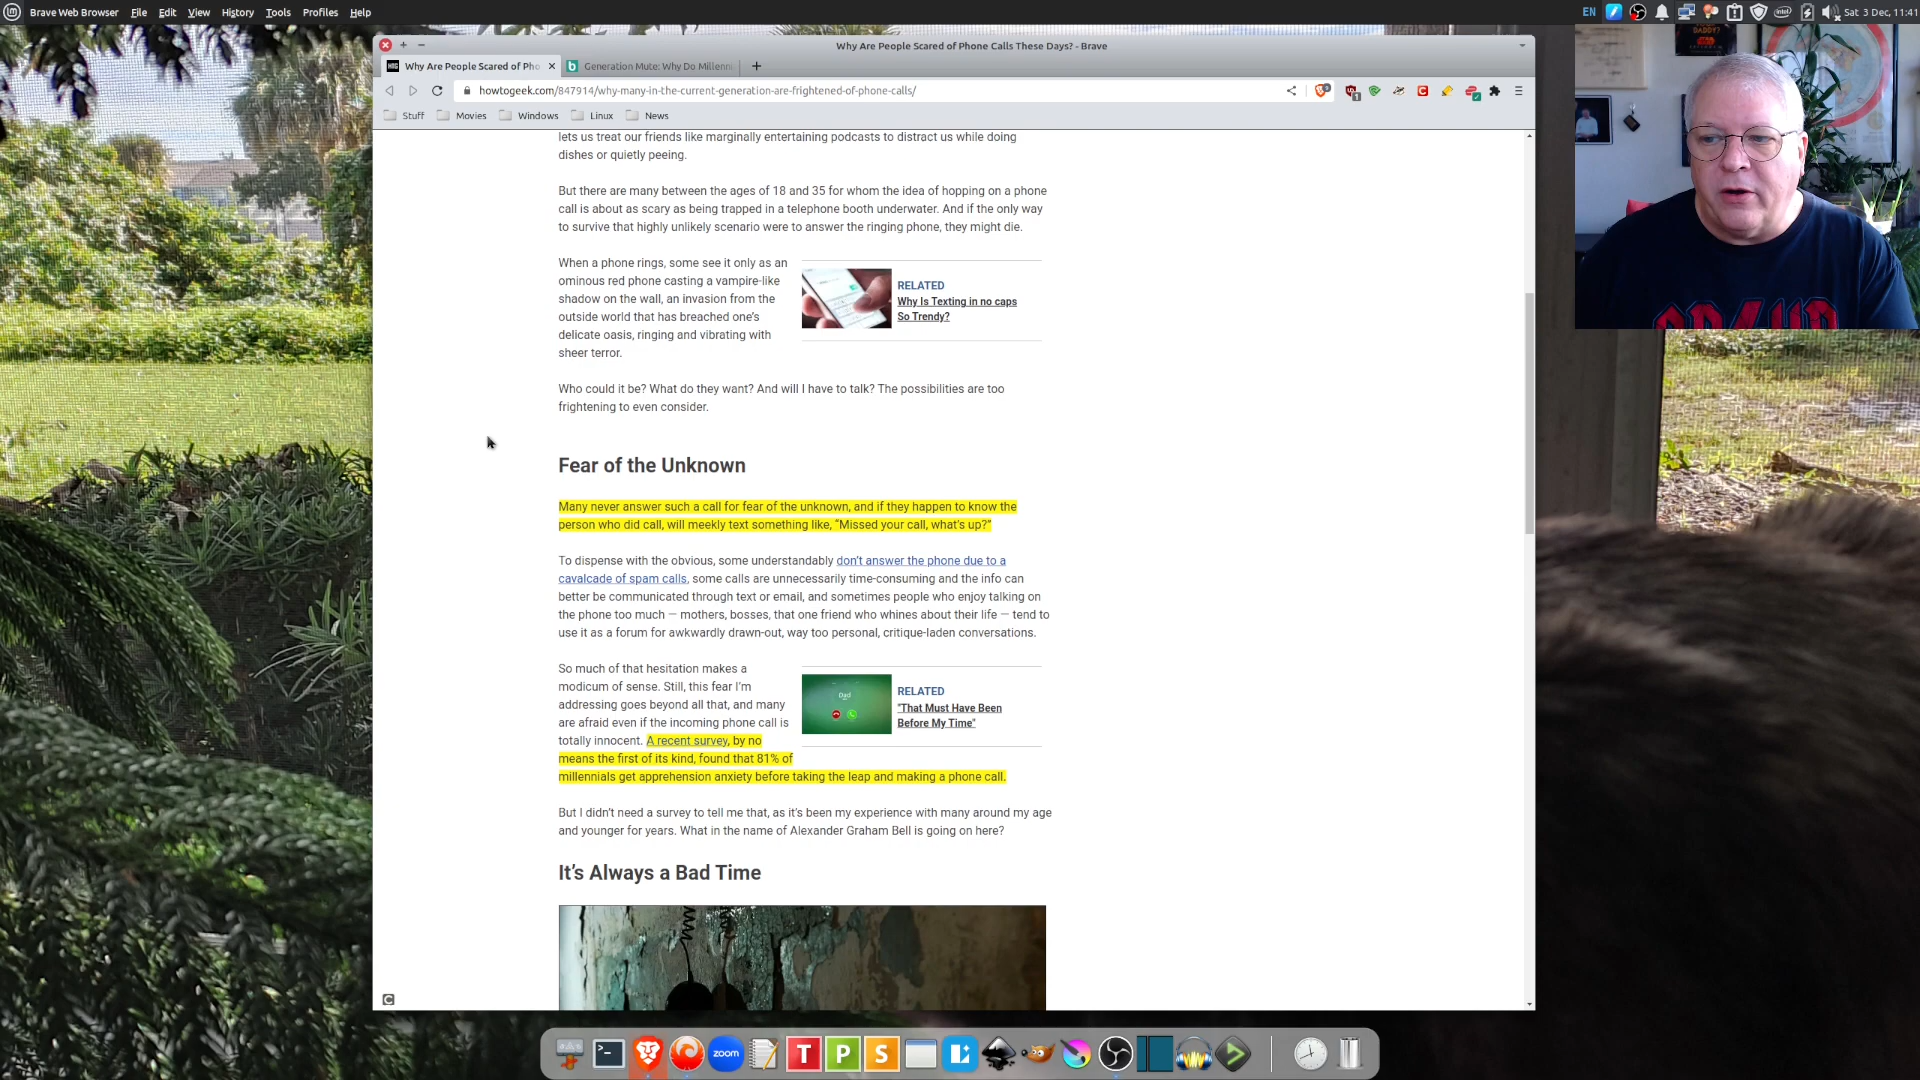 Brave Web Browser File Edit View History Tools Profiles Help
EN
Sat 3 Dec, 11:41
Why Are People Scared of Phone Calls These Days? - Brave
Why Are People Scared of Pho
Generation Mute: Why Do Millenn
howtogeek.com/847914/why-many-in-the-current-generation-are-frightened-of-phone-calls/
Stuff Movies Windows Linux News
lets us treat our friends like marginally entertaining podcasts to distract us while doing
dishes or quietly peeing.
But there are many between the ages of 18 and 35 for whom the idea of hopping on a phone
call is about as scary as being trapped in a telephone booth underwater. And if the only way
to survive that highly unlikely scenario were to answer the ringing phone, they might die.
When a phone rings, some see it only as an
ominous red phone casting a vampire-like
shadow on the wall, an invasion from the
outside world that has breached one's
delicate oasis, ringing and vibrating with
sheer terror.
RELATED
Why Is Texting in no caps
So Trendy?
Who could it be? What do they want? And will I have to talk? The possibilities are too
frightening to even consider.
Fear of the Unknown
Many never answer such a call for fear of the unknown, and if they happen to know the
person who did call, will meekly text something like, “Missed your call, what's up?”
To dispense with the obvious, some understandably don't answer the phone due to a
cavalcade of spam calls, some calls are unnecessarily time-consuming and the info can
better be communicated through text or email, and sometimes people who enjoy talking on
the phone too much — mothers, bosses, that one friend who whines about their life — tend to
use it as a forum for awkwardly drawn-out, way too personal, critique-laden conversations.
So much of that hesitation makes a
modicum of sense. Still, this fear I'm
addressing goes beyond all that, and many
are afraid even if the incoming phone call is
totally innocent. A recent survey, by no
means the first of its kind, found that 81% of
millennials get apprehension anxiety before taking the leap and making a phone call.
Dad
RELATED
"That Must Have Been
Before My Time"
But I didn't need a survey to tell me that, as it's been my experience with many around my age
and younger for years. What in the name of Alexander Graham Bell is going on here?
It's Always a Bad Time
zoom
T
P
S
DADDY?